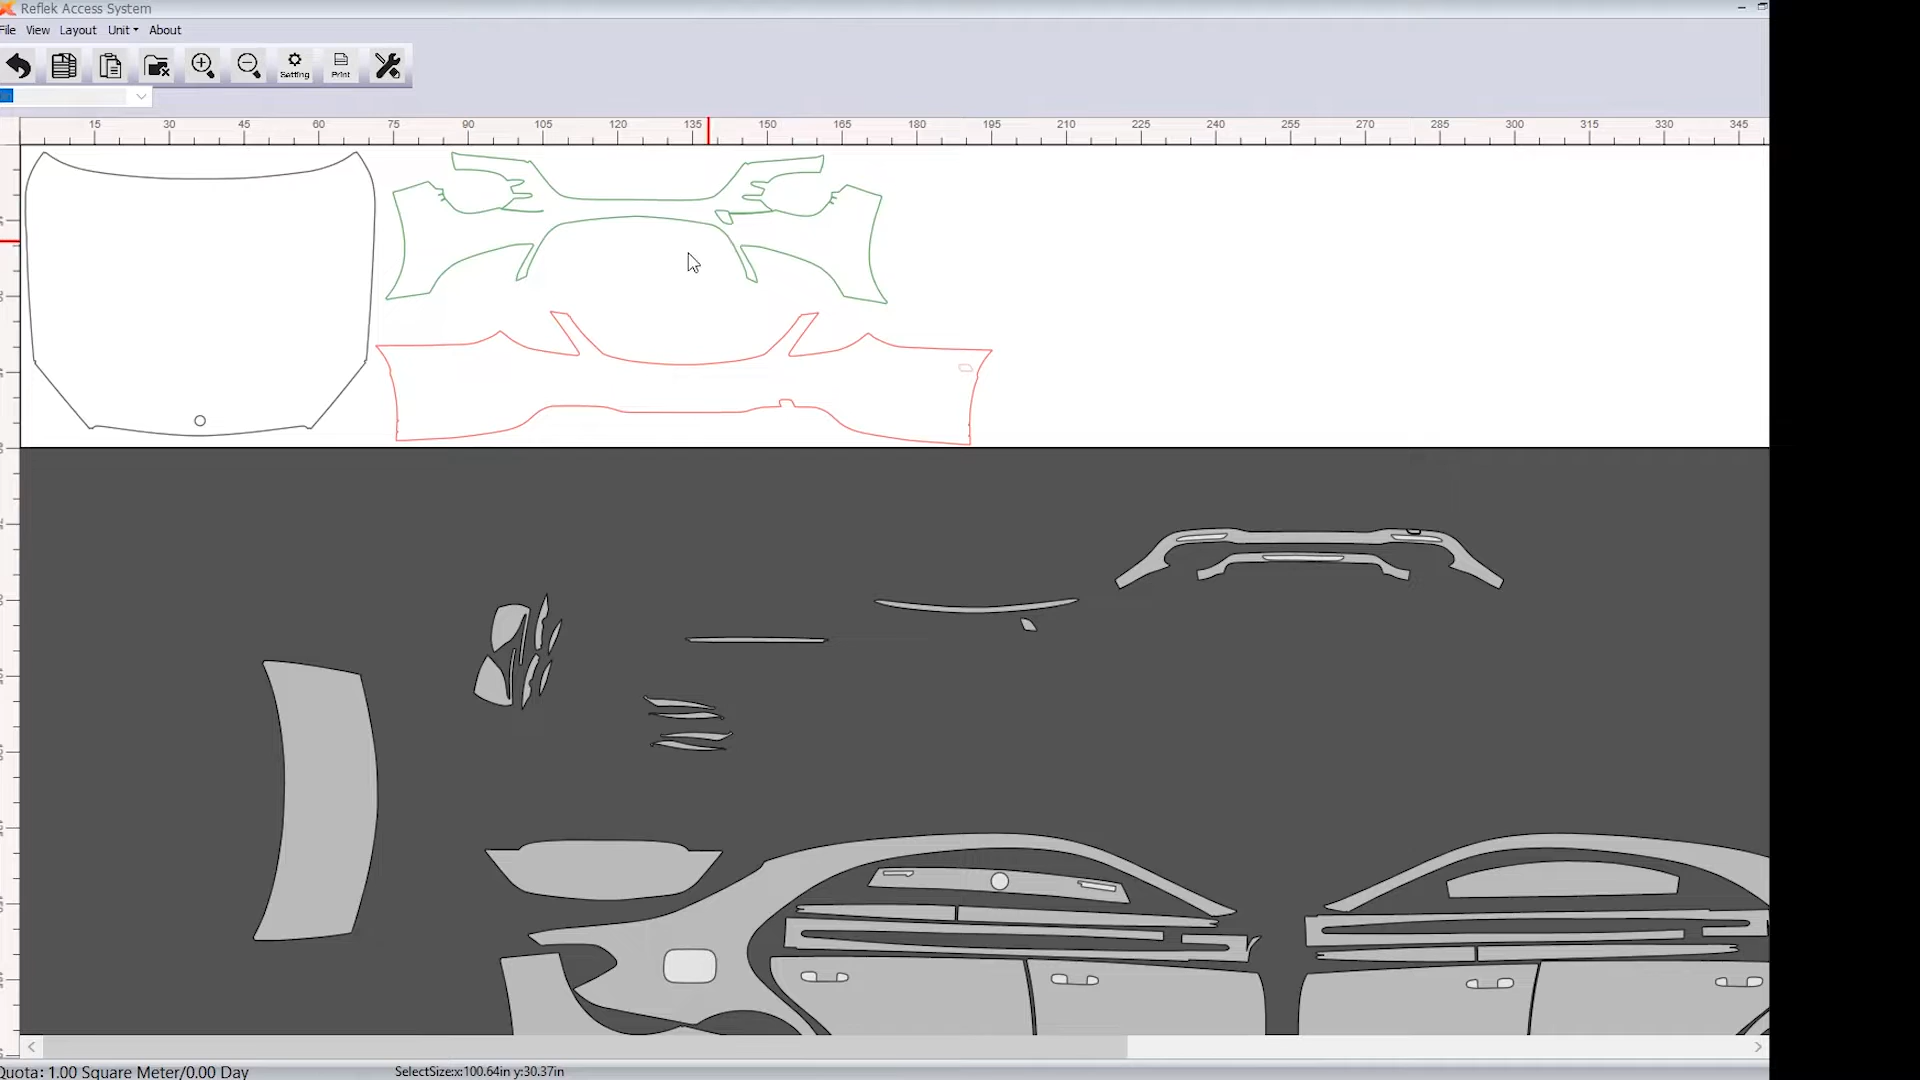 Reflek Access System
File View Layout Unit About
Setting Print
15 30 45 60 75 90 105 120 135 150 165 180 195 210 225 240 255 270 285 300 315 330 345
Quota: 1.00 Square Meter/0.00 Day SelectSize:x:100.64in y:30.37in